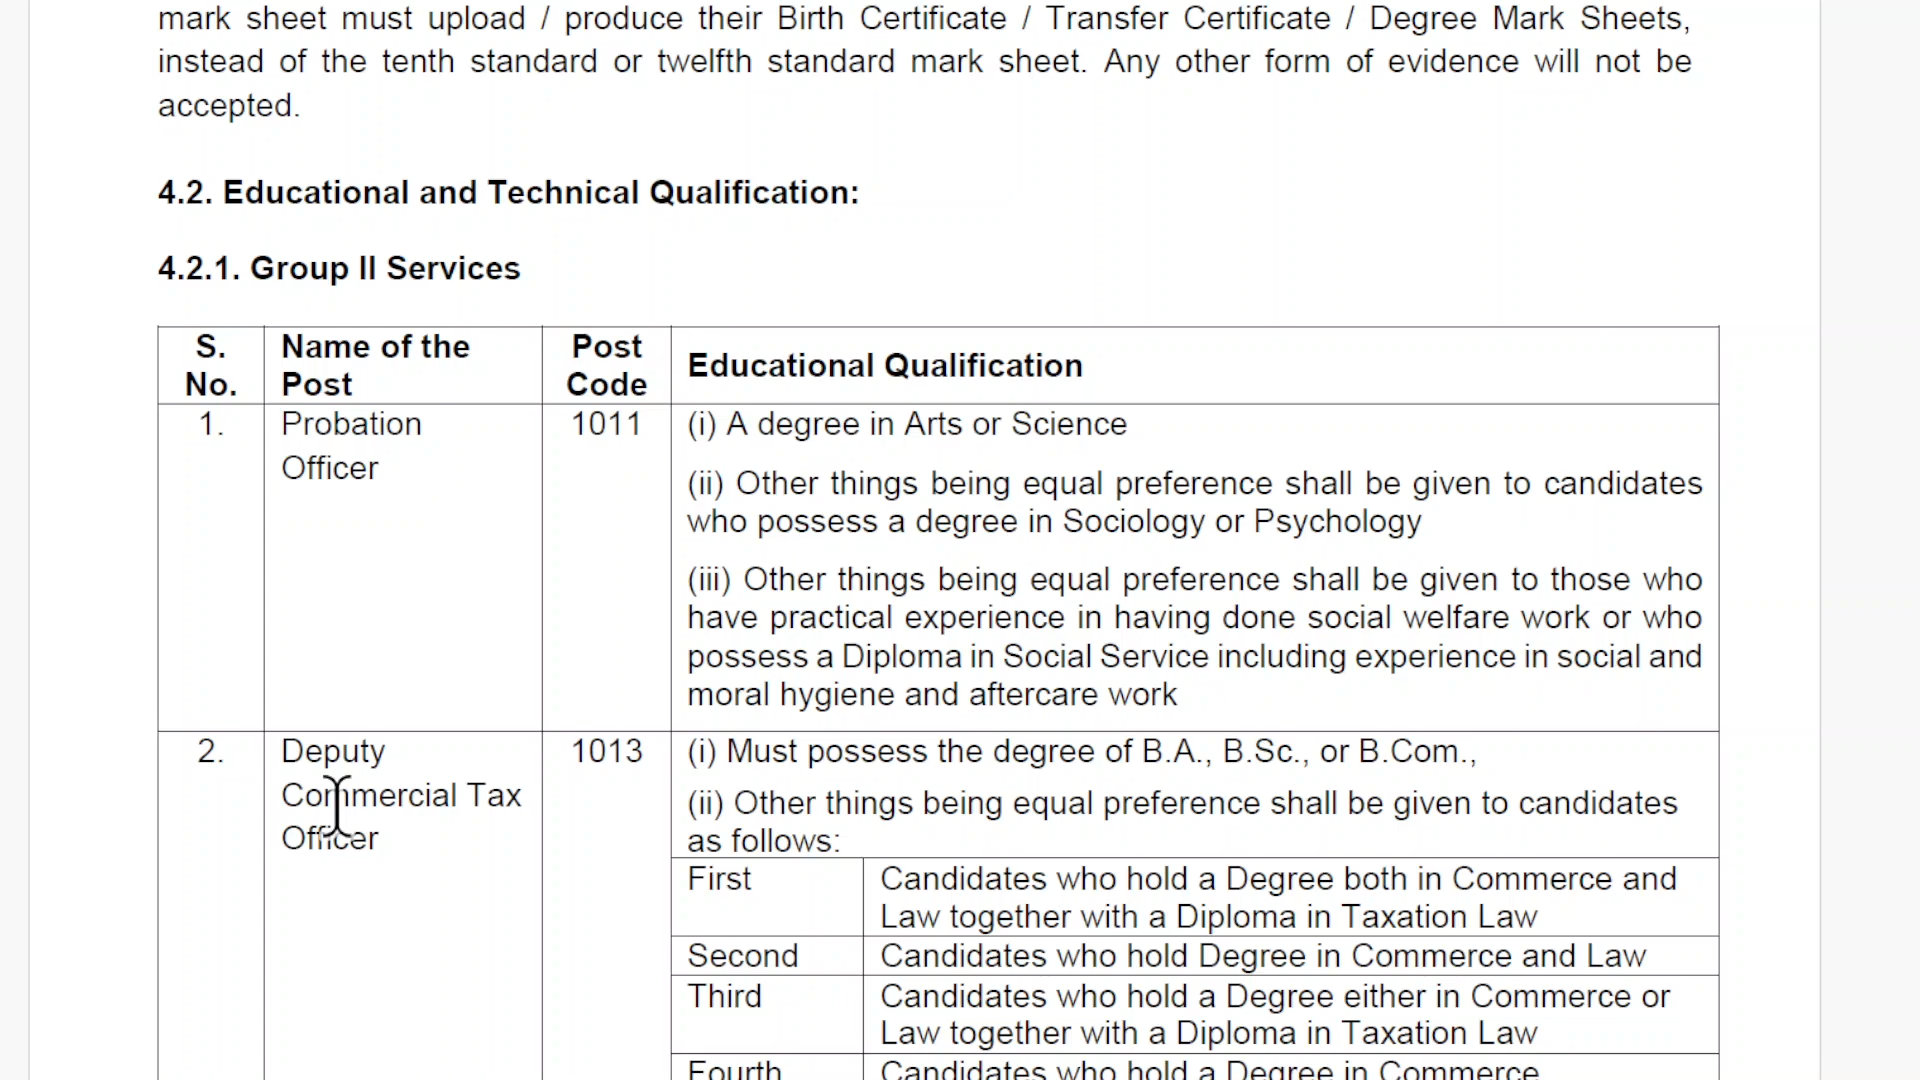 mark sheet must upload / produce their Birth Certificate / Transfer Certificate / Degree Mark Sheets,
instead of the tenth standard or twelfth standard mark sheet. Any other form of evidence will not be
accepted.
4.2. Educational and Technical Qualification:
4.2.1. Group II Services
S. No.
Name of the Post
Post Code
Educational Qualification
1.
Probation
Officer
1011
(i) A degree in Arts or Science
(ii) Other things being equal preference shall be given to candidates
who possess a degree in Sociology or Psychology
(iii) Other things being equal preference shall be given to those who
have practical experience in having done social welfare work or who
possess a Diploma in Social Service including experience in social and
moral hygiene and aftercare work
2.
Deputy
Commercial Tax
Officer
1013
(i) Must possess the degree of B.A., B.Sc., or B.Com.,
(ii) Other things being equal preference shall be given to candidates
as follows:
First
Candidates who hold a Degree both in Commerce and
Law together with a Diploma in Taxation Law
Second
Candidates who hold Degree in Commerce and Law
Third
Candidates who hold a Degree either in Commerce or
Law together with a Diploma in Taxation Law
Fourth
Candidates who hold a Degree in Commerce